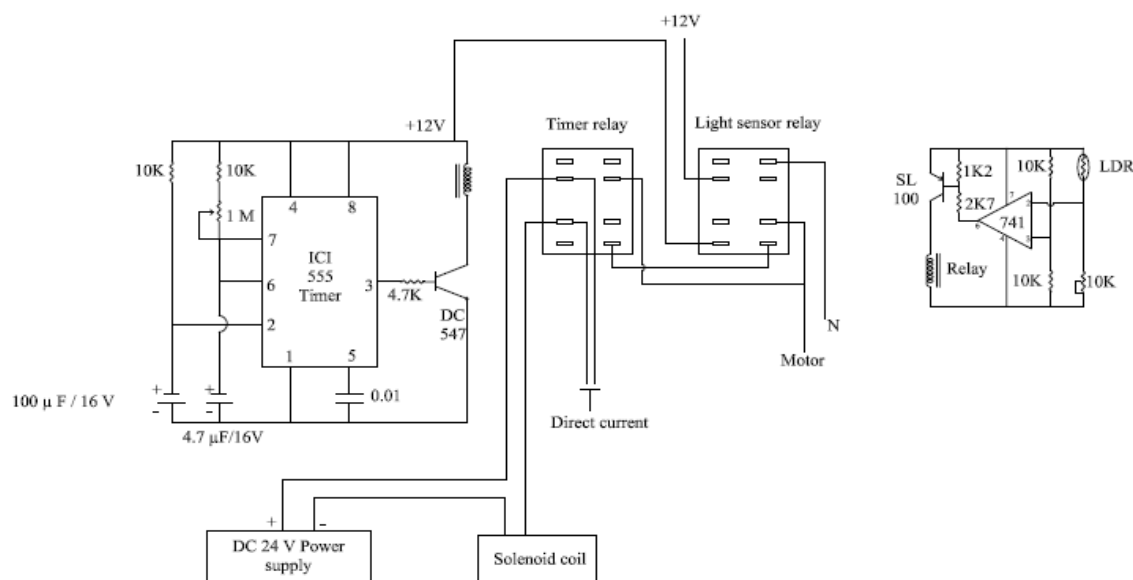 +12V
+12V
Timer relay
Light sensor relay
10K
10K
1 M
4
8
7
ICI
555
Timer
6
3
4.7K
2
DC
547
1
5
+
−
+
−
0.01
100 µ F / 16 V
4.7 µF/16V
N
Motor
Direct current
+
−
DC 24 V Power
supply
Solenoid coil
SL
100
1K2
2K7
10K
LDR
7
2
741
6
3
4
Relay
10K
10K